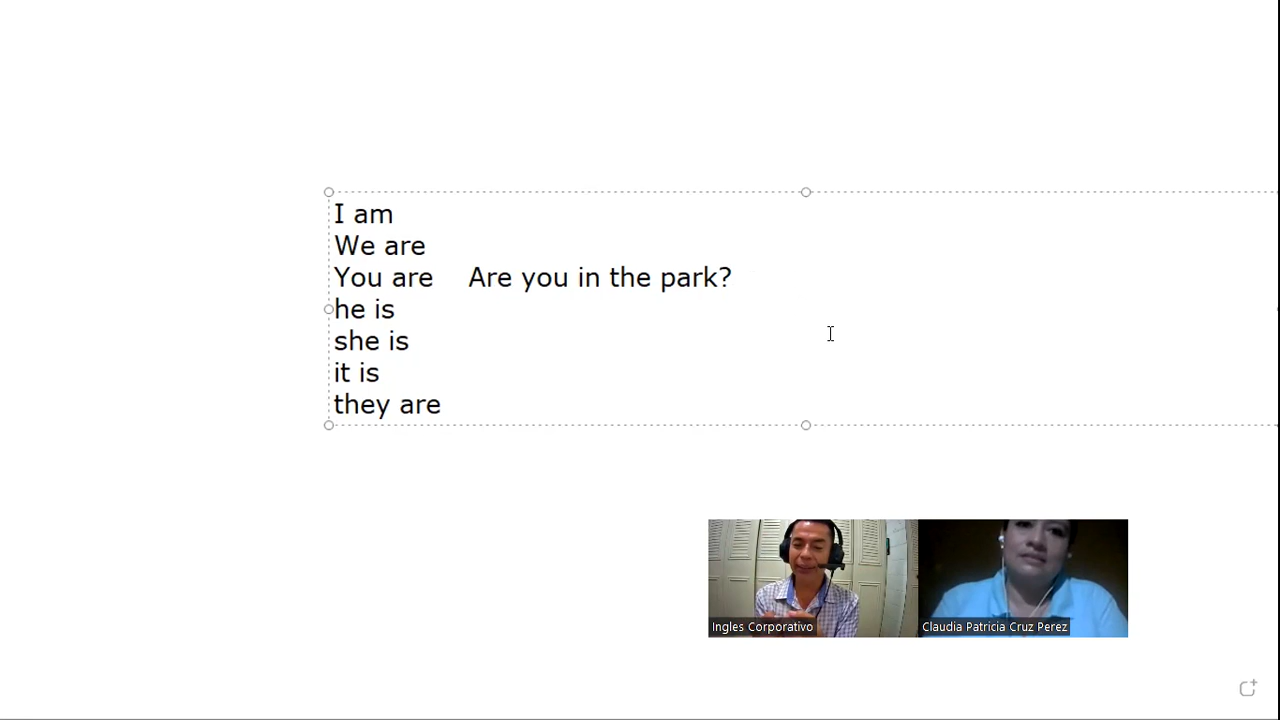 I am
We are
You are Are you in the park?
he is
she is
it is
they are
Ingles Corporativo
Claudia Patricia Cruz Perez